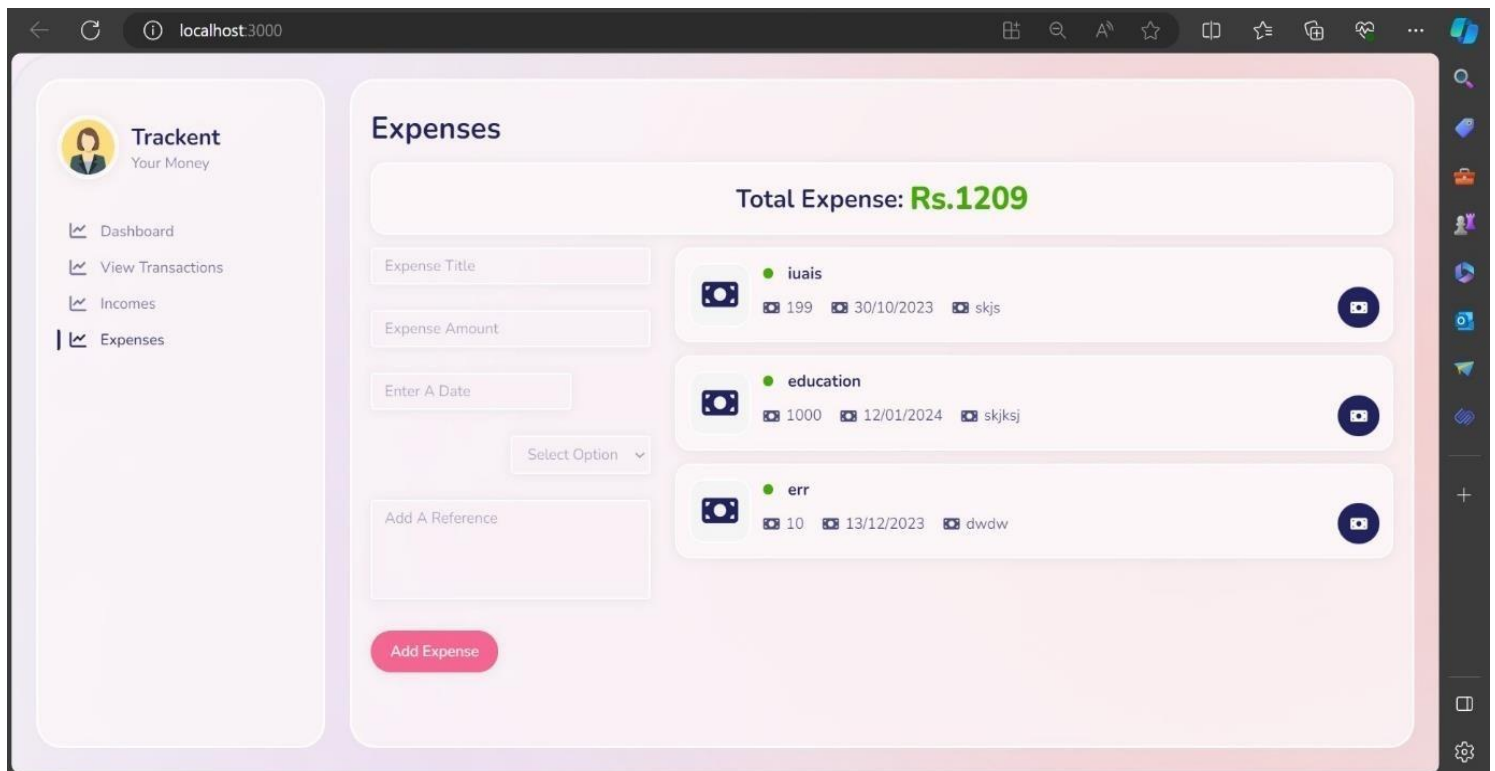 localhost:3000
Trackent
Your Money
Dashboard
View Transactions
Incomes
Expenses
Expenses
Total Expense: Rs.1209
Expense Title
Expense Amount
Enter A Date
Select Option
Add A Reference
Add Expense
iuais
199 30/10/2023 skjs
education
1000 12/01/2024 skjksj
err
10 13/12/2023 dwdw